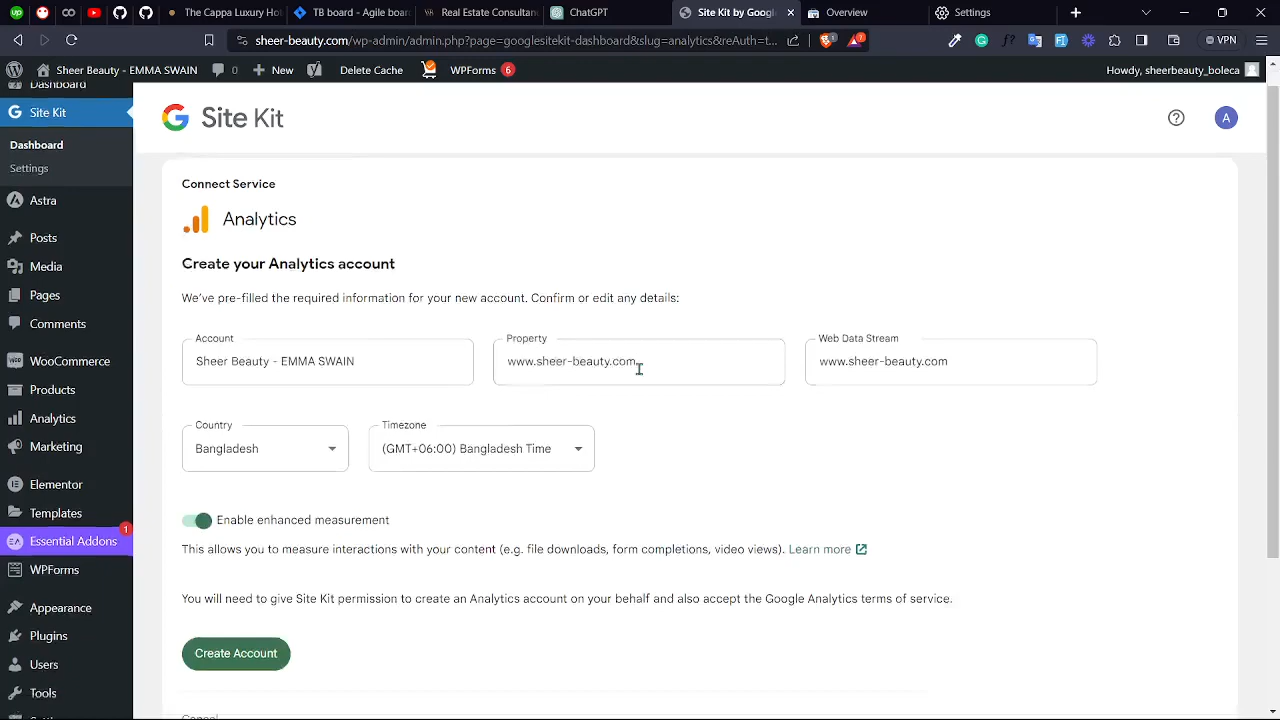 The Cappa Luxury Ho
TB board - Agile boar
Real Estate Consultan
ChatGPT
Site Kit by Googl
Overview
Settings
sheer-beauty.com/wp-admin/admin.php?page=googlesitekit-dashboard&slug=analytics&reAuth=t...
VPN
Sheer Beauty - EMMA SWAIN
0
New
Delete Cache
WPForms 6
Howdy, sheerbeauty_boleca
Dashboard
Site Kit
Dashboard
Settings
Astra
Posts
Media
Pages
Comments
WooCommerce
Products
Analytics
Marketing
Elementor
Templates
Essential Addons 1
WPForms
Appearance
Plugins
Users
Tools
Site Kit
A
Connect Service
Analytics
Create your Analytics account
We've pre-filled the required information for your new account. Confirm or edit any details:
Account
Sheer Beauty - EMMA SWAIN
Property
www.sheer-beauty.com
Web Data Stream
www.sheer-beauty.com
Country
Bangladesh
Timezone
(GMT+06:00) Bangladesh Time
Enable enhanced measurement
This allows you to measure interactions with your content (e.g. file downloads, form completions, video views). Learn more
You will need to give Site Kit permission to create an Analytics account on your behalf and also accept the Google Analytics terms of service.
Create Account
Cancel